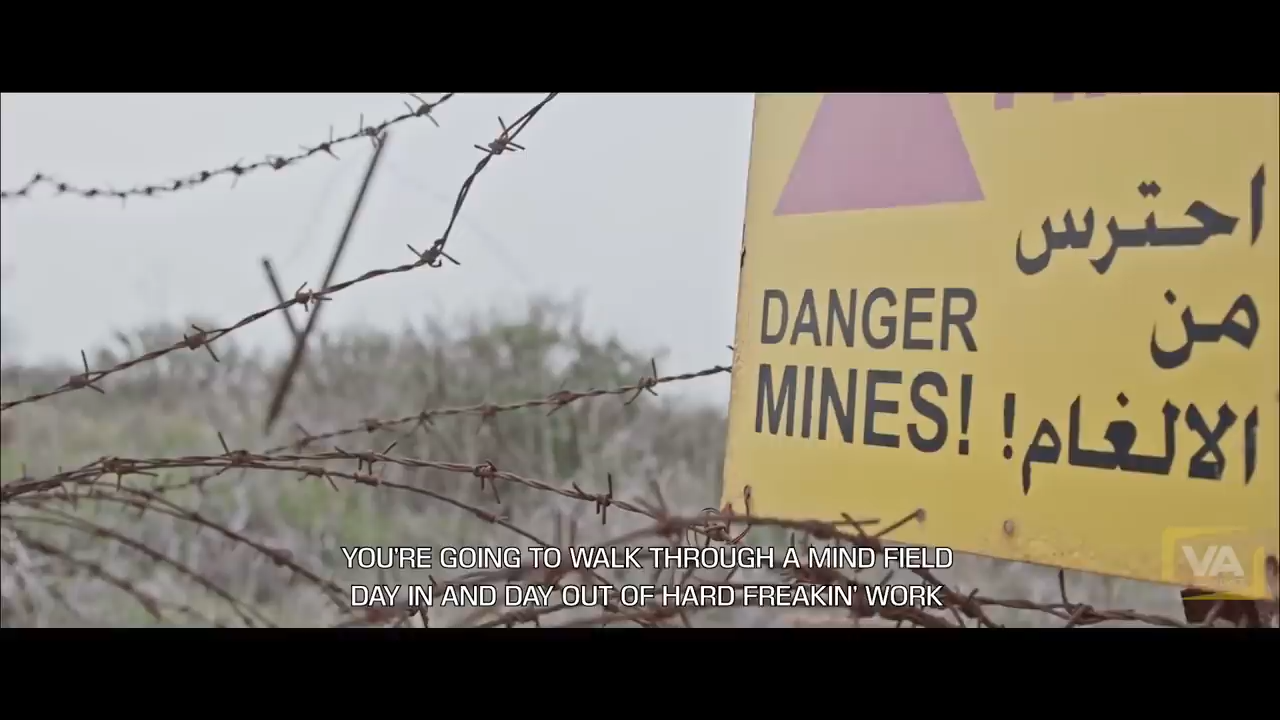 DANGER
MINES!
احترس
من
الالغام!
YOU'RE GOING TO WALK THROUGH A MIND FIELD
DAY IN AND DAY OUT OF HARD FREAKIN' WORK
VA